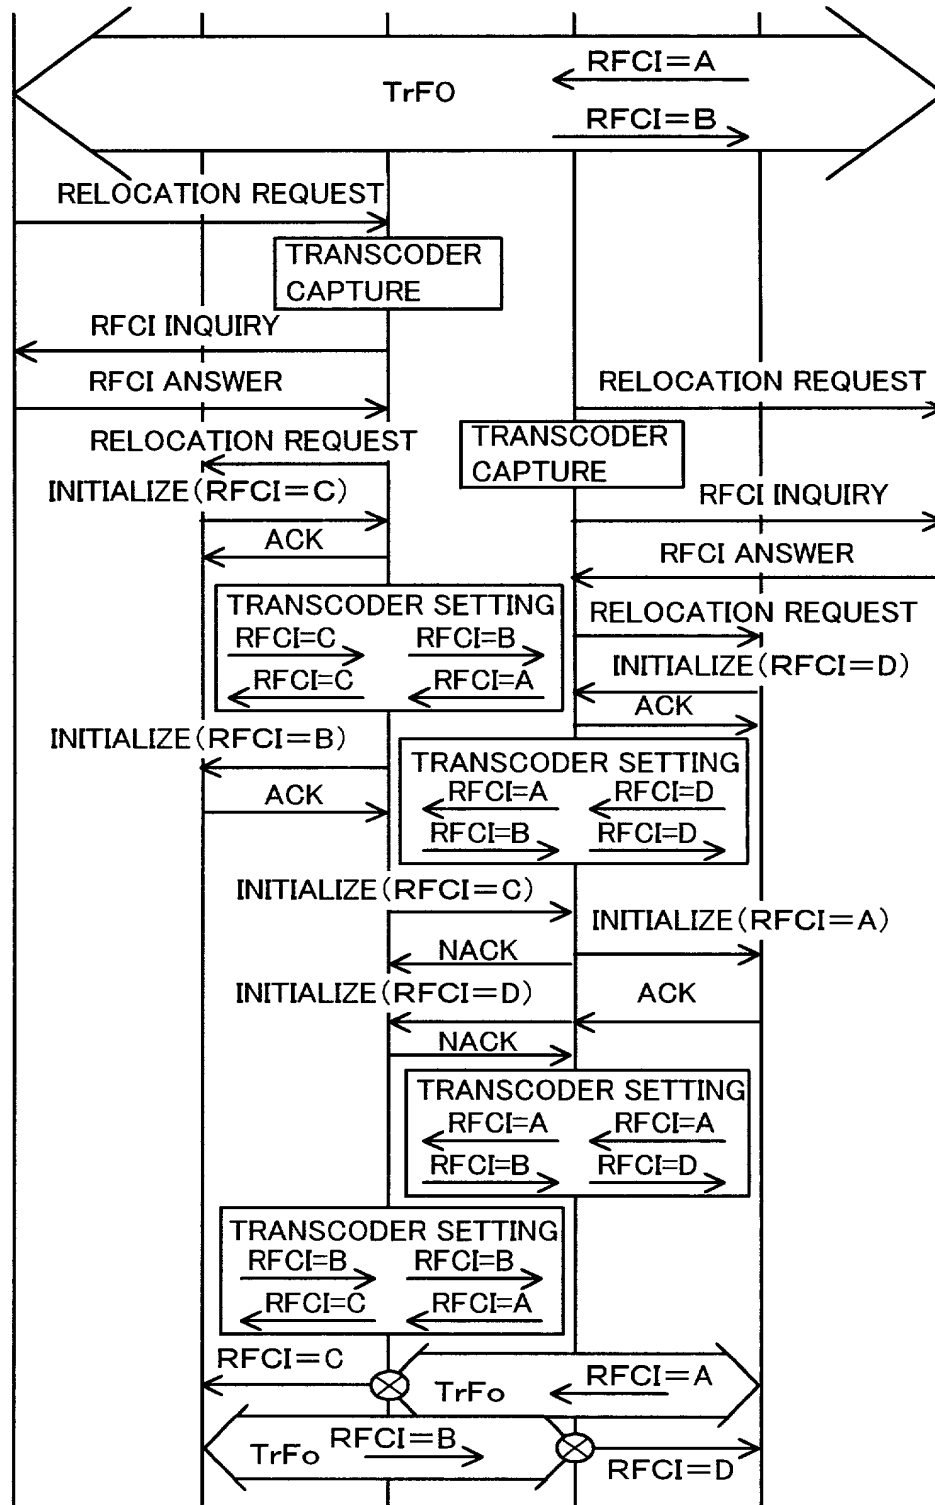 RFCI=A
TrFO
RFCI=B
RELOCATION REQUEST
TRANSCODER
CAPTURE
RFCI INQUIRY
RFCI ANSWER
RELOCATION REQUEST
RELOCATION REQUEST
TRANSCODER
CAPTURE
INITIALIZE(RFCI=C)
RFCI INQUIRY
ACK
RFCI ANSWER
TRANSCODER SETTING
RFCI=C RFCI=B
RFCI=C RFCI=A
RELOCATION REQUEST
INITIALIZE(RFCI=D)
ACK
INITIALIZE(RFCI=B)
ACK
TRANSCODER SETTING
RFCI=A RFCI=D
RFCI=B RFCI=D
INITIALIZE(RFCI=C)
INITIALIZE(RFCI=A)
NACK
INITIALIZE(RFCI=D)
ACK
NACK
TRANSCODER SETTING
RFCI=A RFCI=A
RFCI=B RFCI=D
TRANSCODER SETTING
RFCI=B RFCI=B
RFCI=C RFCI=A
RFCI=C
TrFo
RFCI=A
TrFo
RFCI=B
RFCI=D